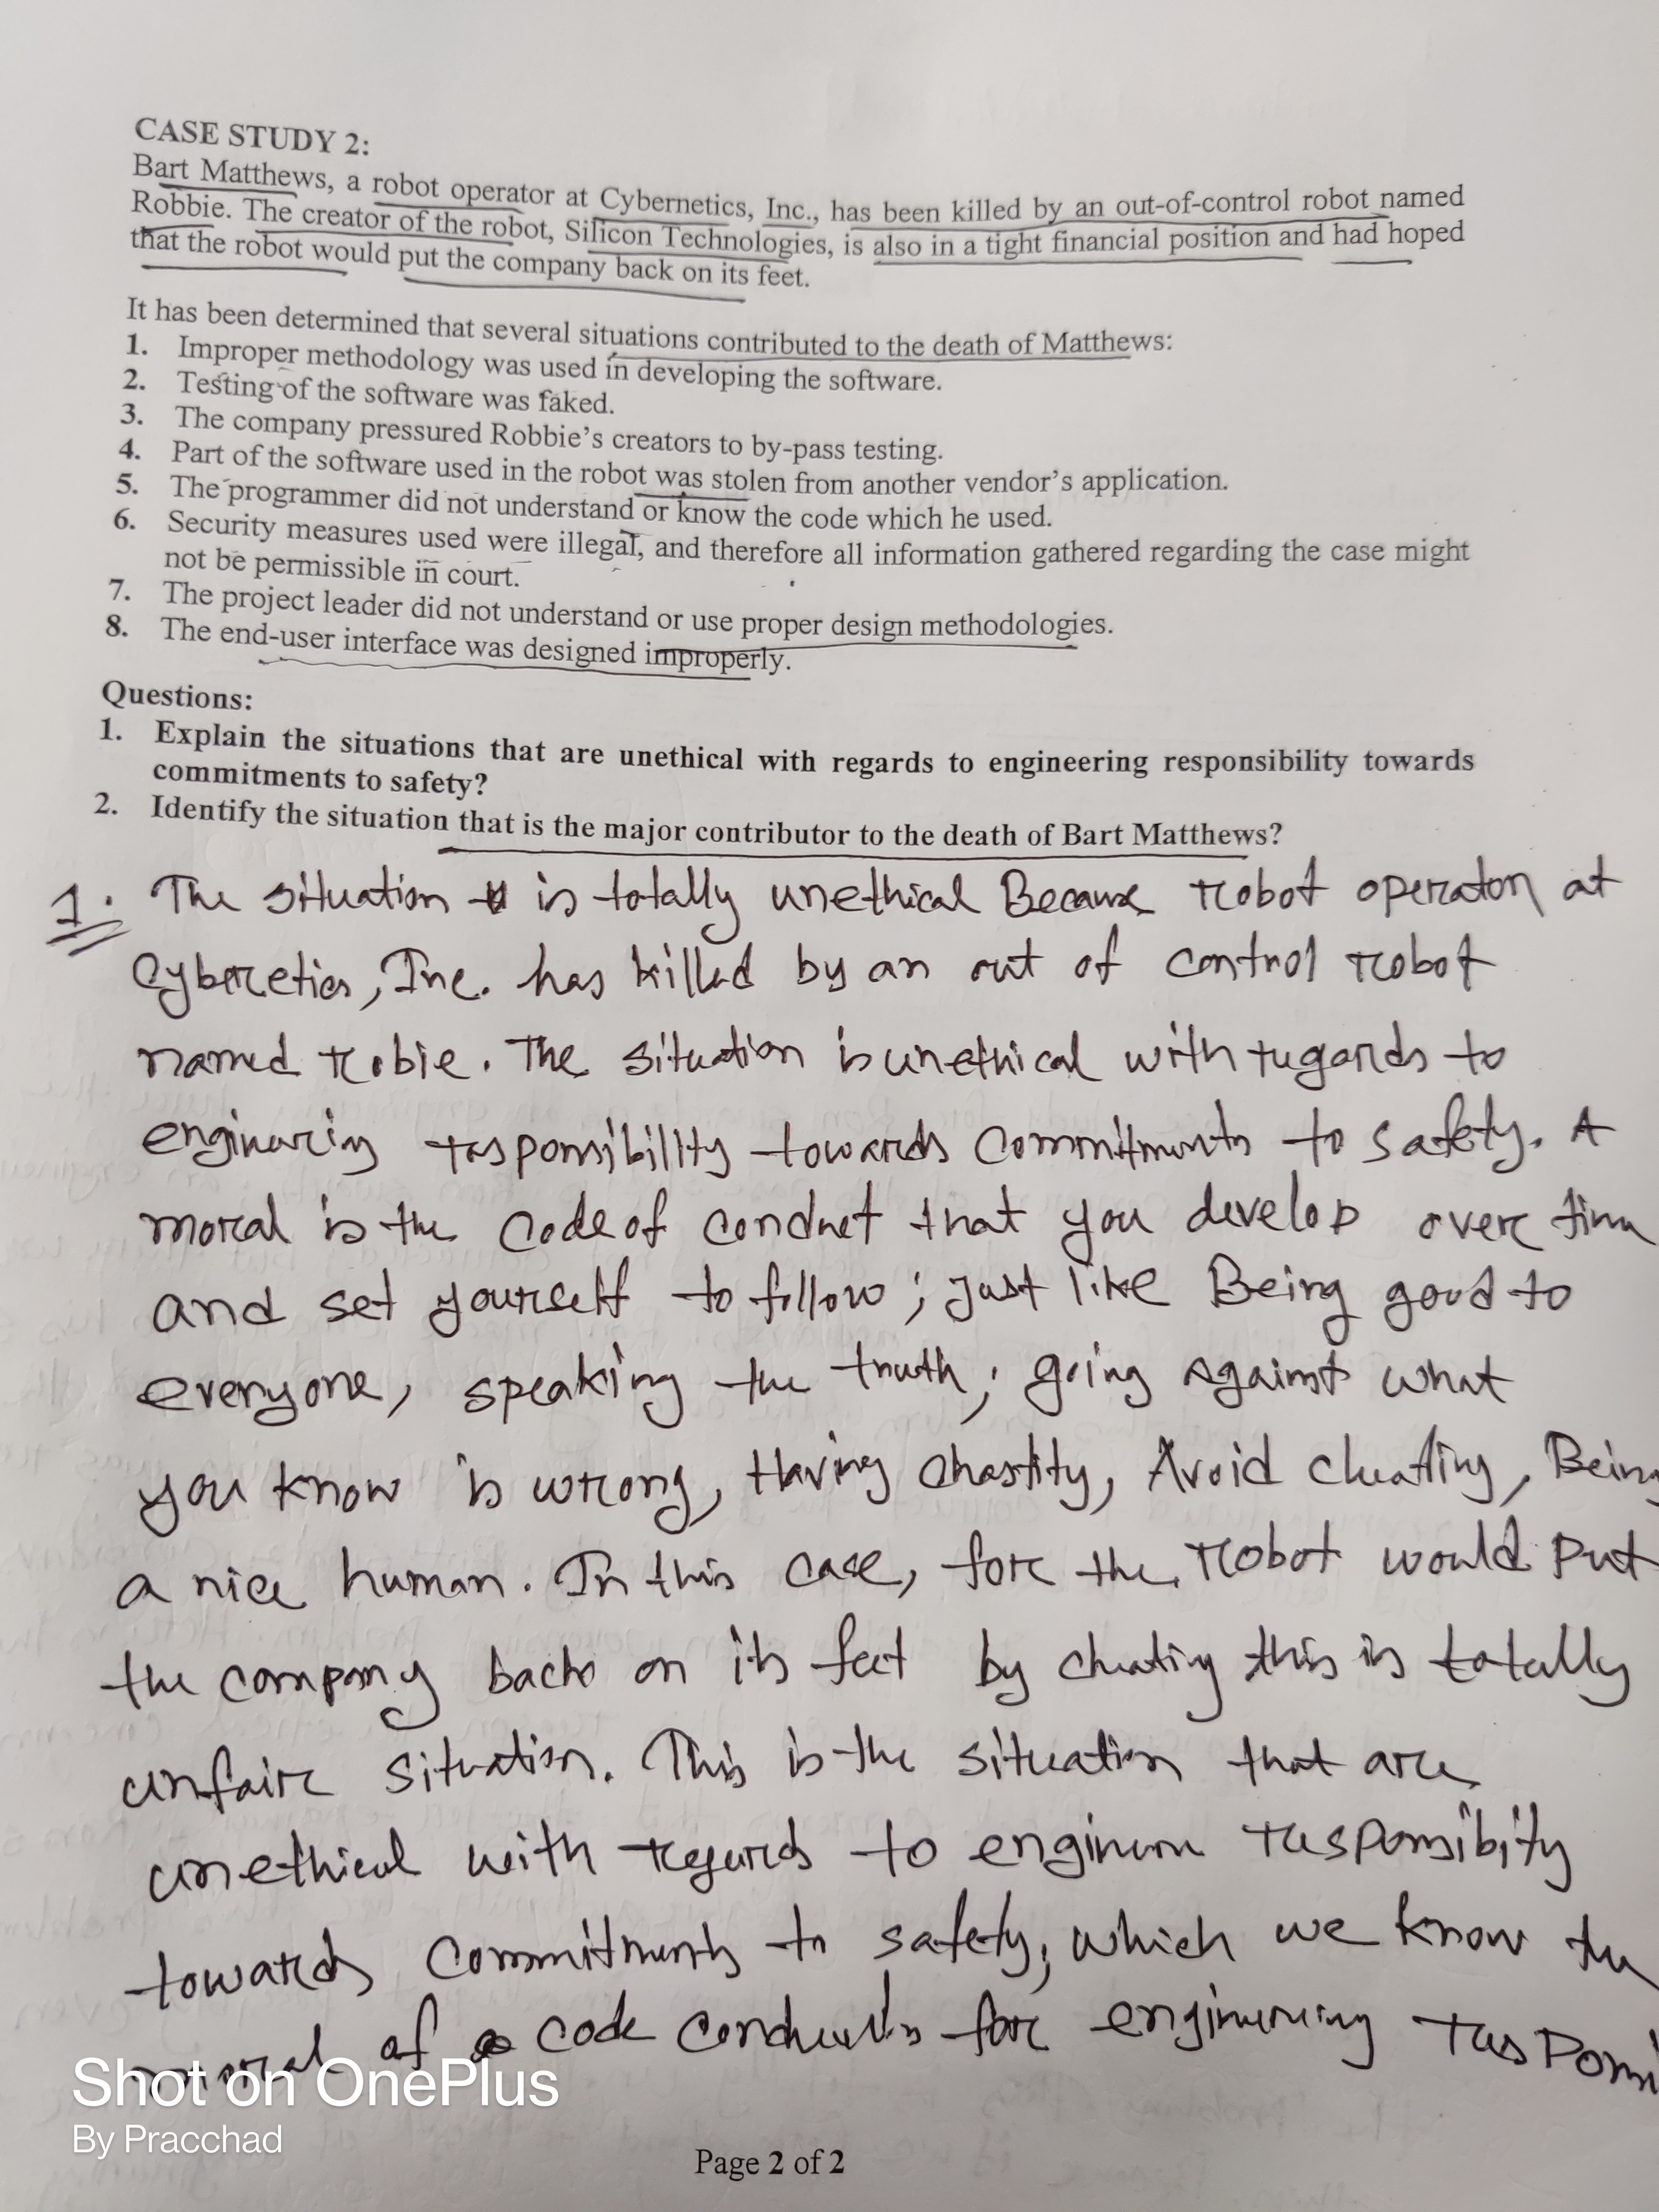 CASE STUDY 2:
Bart Matthews, a robot operator at Cybernetics, Inc., has been killed by an out-of-control robot named
Robbie. The creator of the robot, Silicon Technologies, is also in a tight financial position and had hoped
that the robot would put the company back on its feet.
It has been determined that several situations contributed to the death of Matthews:
1. Improper methodology was used in developing the software.
2. Testing of the software was faked.
3. The company pressured Robbie's creators to by-pass testing.
4. Part of the software used in the robot was stolen from another vendor's application.
5. The programmer did not understand or know the code which he used.
6. Security measures used were illegal, and therefore all information gathered regarding the case might
not be permissible in court.
7. The project leader did not understand or use proper design methodologies.
8. The end-user interface was designed improperly.
Questions:
1. Explain the situations that are unethical with regards to engineering responsibility towards
commitments to safety?
2. Identify the situation that is the major contributor to the death of Bart Matthews?
1. The situation is totally unethical Because robot operator at
Cyberetics, Inc. has killed by an out of control robot
named robie. The situation is unethical with regards to
engineering responsibility towards commitments to safety. A
moral is the code of conduct that you develop over time
and set yourself to follow; just like Being good to
everyone, speaking the truth; going against what
you know is wrong, Having chastity, Avoid cheating, Being
a nice human. In this case, for the robot would put
the company back on its feet by cheating this is totally
unfair situation. This is the situation that are
unethical with regards to responsibity
towards commitments to safety, which we know the
moral of code for engineering
Shot on OnePlus
By Pracchad
Page 2 of 2